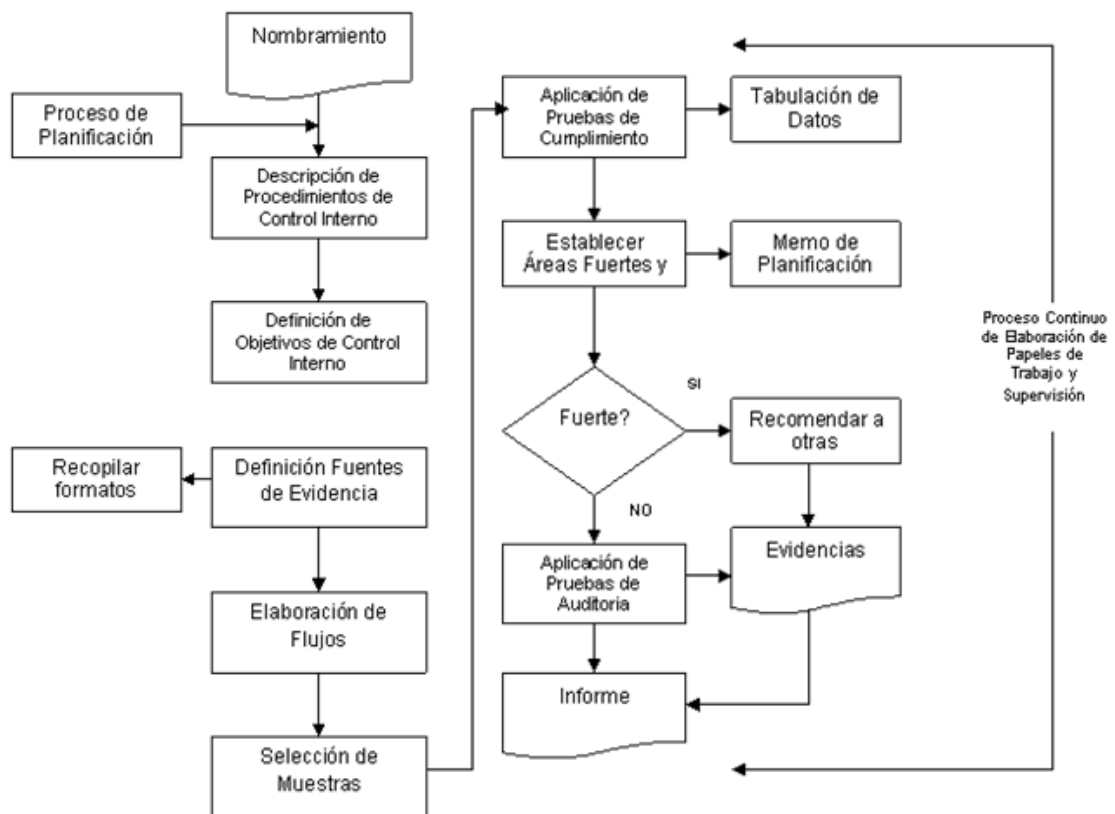 Nombramiento
Proceso de
Planificación
Descripción de
Procedimientos de
Control Interno
Definición de
Objetivos de Control
Interno
Recopilar
formatos
Definición Fuentes
de Evidencia
Elaboración de
Flujos
Selección de
Muestras
Aplicación de
Pruebas de
Cumplimiento
Tabulación de
Datos
Establecer
Áreas Fuertes y
Memo de
Planificación
Fuerte?
SI
Recomendar a
otras
NO
Aplicación de
Pruebas de
Auditoria
Evidencias
Informe
Proceso Continuo
de Elaboración de
Papeles de
Trabajo y
Supervisión